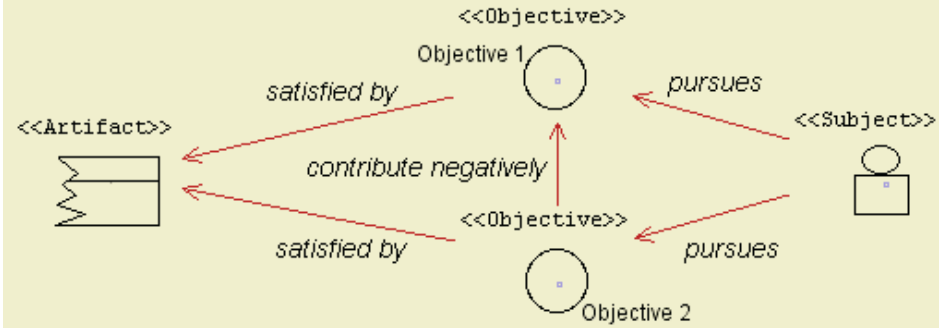 <<Objective>>
Objective 1
satisfied by
pursues
<<Artifact>>
<<Subject>>
contribute negatively
<<Objective>>
satisfied by
pursues
Objective 2